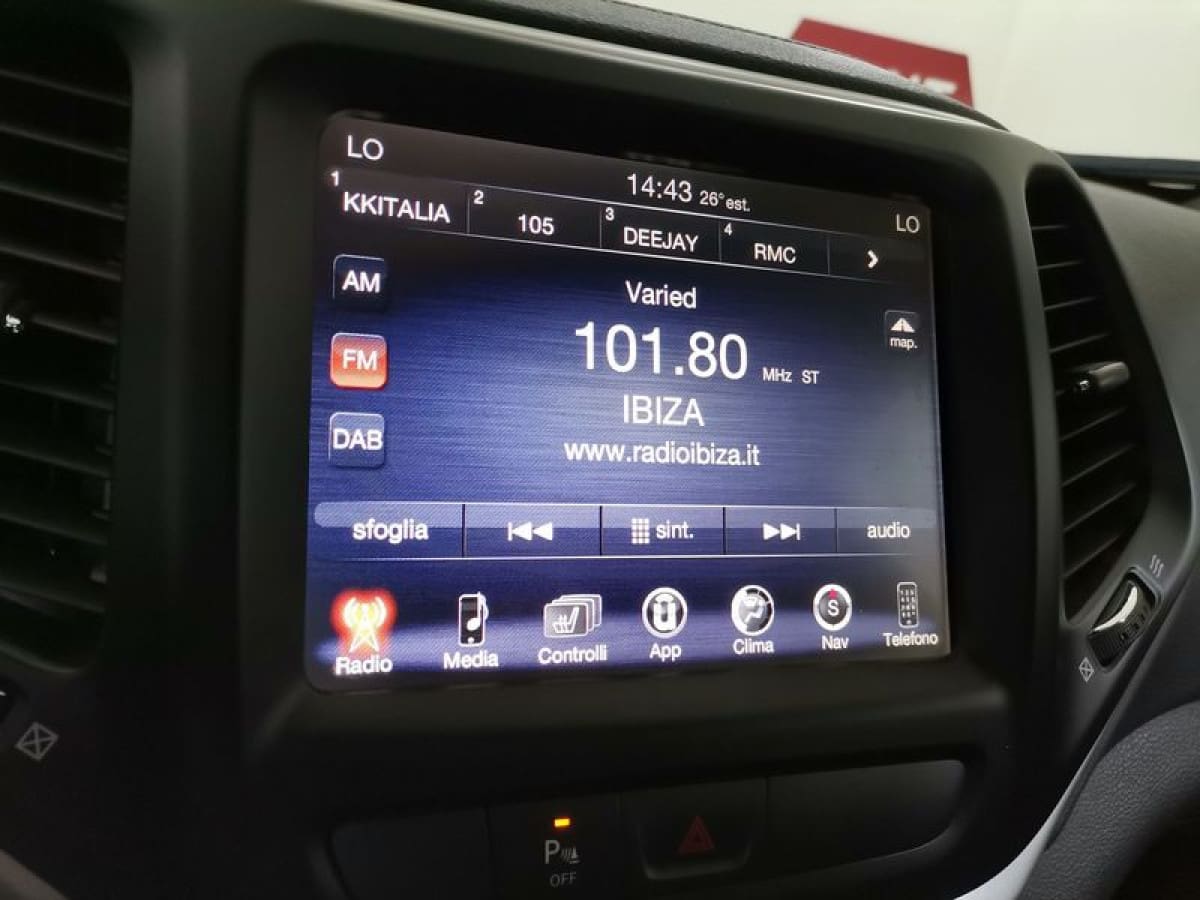 LO
14:43 26° est.
LO
1 KKITALIA
2 105
3 DEEJAY
4 RMC
AM
Varied
map.
FM
101.80 MHz ST
IBIZA
DAB
www.radioibiza.it
sfoglia
sint.
audio
Radio
Media
Controlli
App
Clima
S
Nav
Telefono
P
OFF